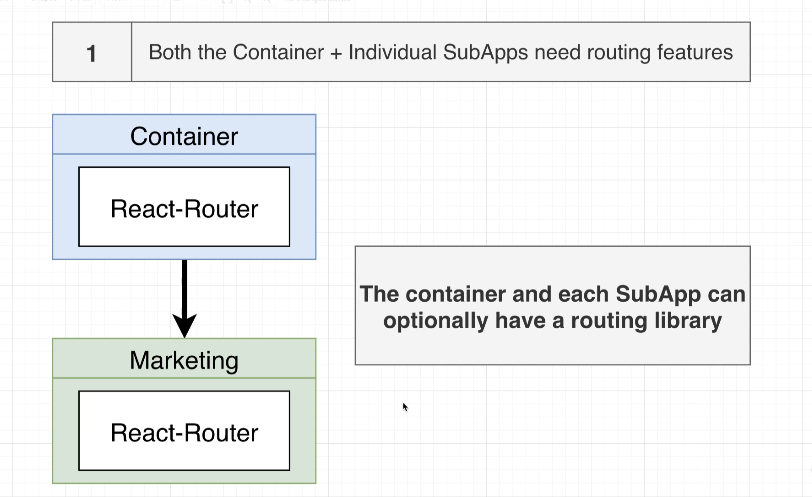 1
Both the Container + Individual SubApps need routing features
Container
React-Router
The container and each SubApp can
optionally have a routing library
Marketing
React-Router